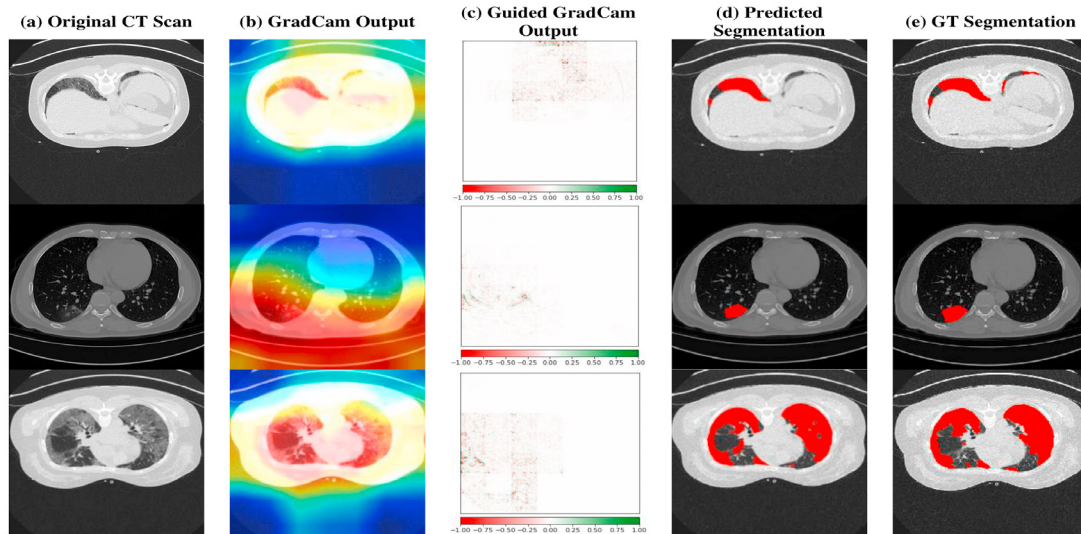 (a) Original CT Scan
(b) GradCam Output
(c) Guided GradCam
Output
(d) Predicted
Segmentation
(e) GT Segmentation
-1.00 -0.75 -0.50 -0.25 0.00 0.25 0.50 0.75 1.00
-1.00 -0.75 -0.50 -0.25 0.00 0.25 0.50 0.75 1.00
-1.00 -0.75 -0.50 -0.25 0.00 0.25 0.50 0.75 1.00